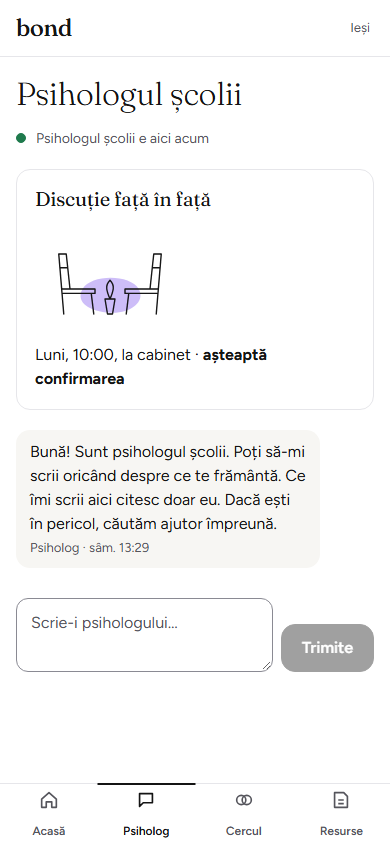 bond
Ieși
Psihologul școlii
Psihologul școlii e aici acum
Discuție față în față
Luni, 10:00, la cabinet · așteaptă
confirmarea
Bună! Sunt psihologul școlii. Poți să-mi
scrii oricând despre ce te frământă. Ce
îmi scrii aici citesc doar eu. Dacă ești
în pericol, căutăm ajutor împreună.
Psiholog · sâm. 13:29
Scrie-i psihologului...
Trimite
Acasă
Psiholog
Cercul
Resurse